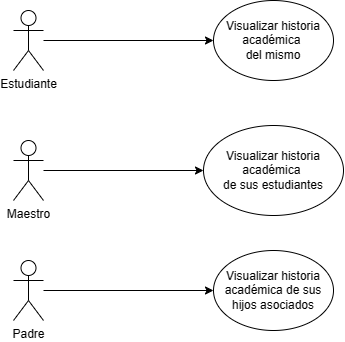 Visualizar historia
académica
del mismo
Estudiante
Visualizar historia
académica
de sus estudiantes
Maestro
Visualizar historia
académica de sus
hijos asociados
Padre